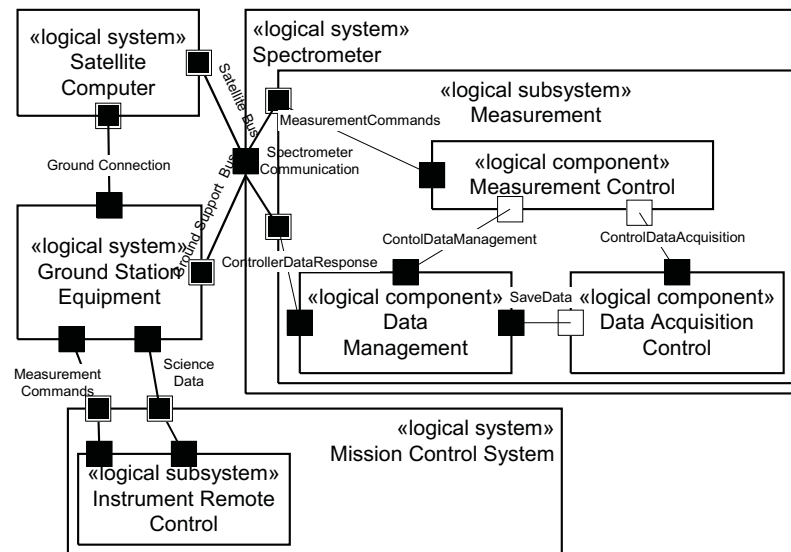 «logical system»
Satellite
Computer
Satellite Bus
Ground Connection
«logical system»
Ground Station
Equipment
Ground Support Bus
Measurement
Commands
Science
Data
«logical system»
Spectrometer
Spectrometer
Communication
«logical subsystem»
Measurement
MeasurementCommands
«logical component»
Measurement Control
ContolDataManagement
ControlDataAcquisition
ControllerDataResponse
«logical component»
Data
Management
SaveData
«logical component»
Data Acquisition
Control
«logical system»
Mission Control System
«logical subsystem»
Instrument Remote
Control